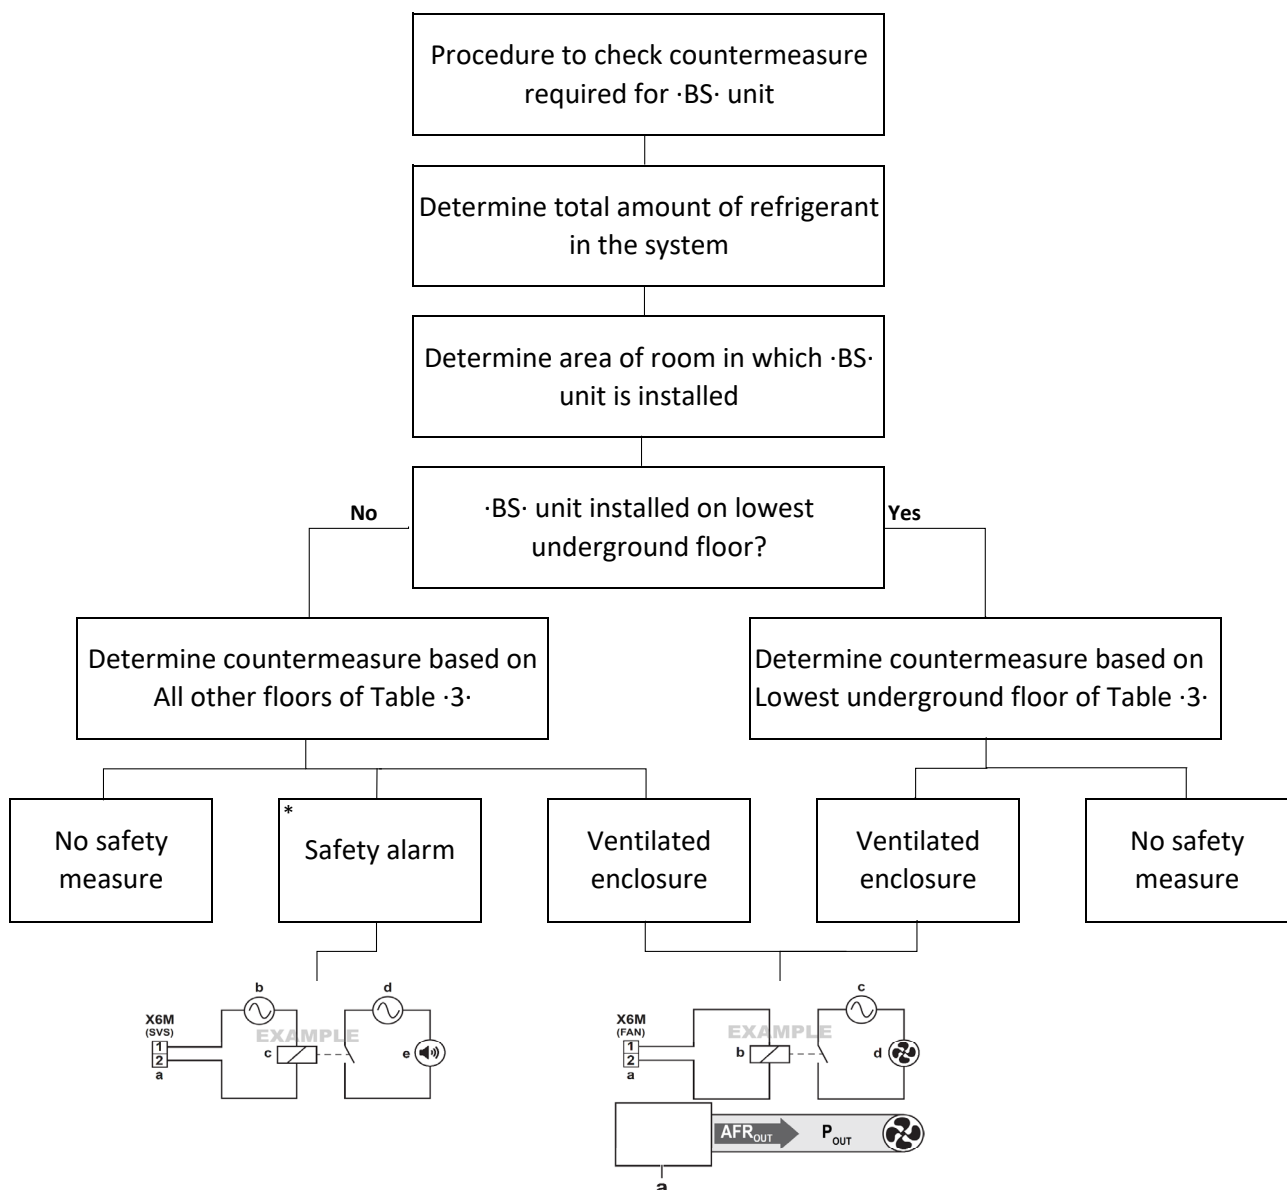 Procedure to check countermeasure
required for ·BS· unit
Determine total amount of refrigerant
in the system
Determine area of room in which ·BS·
unit is installed
·BS· unit installed on lowest
underground floor?
No
Yes
Determine countermeasure based on
All other floors of Table ·3·
Determine countermeasure based on
Lowest underground floor of Table ·3·
No safety
measure
*
Safety alarm
Ventilated
enclosure
Ventilated
enclosure
No safety
measure
b
d
X6M
(SVS)
1
2
a
EXAMPLE
c
e
c
X6M
(FAN)
1
2
a
EXAMPLE
b
d
AFROUT
POUT
a